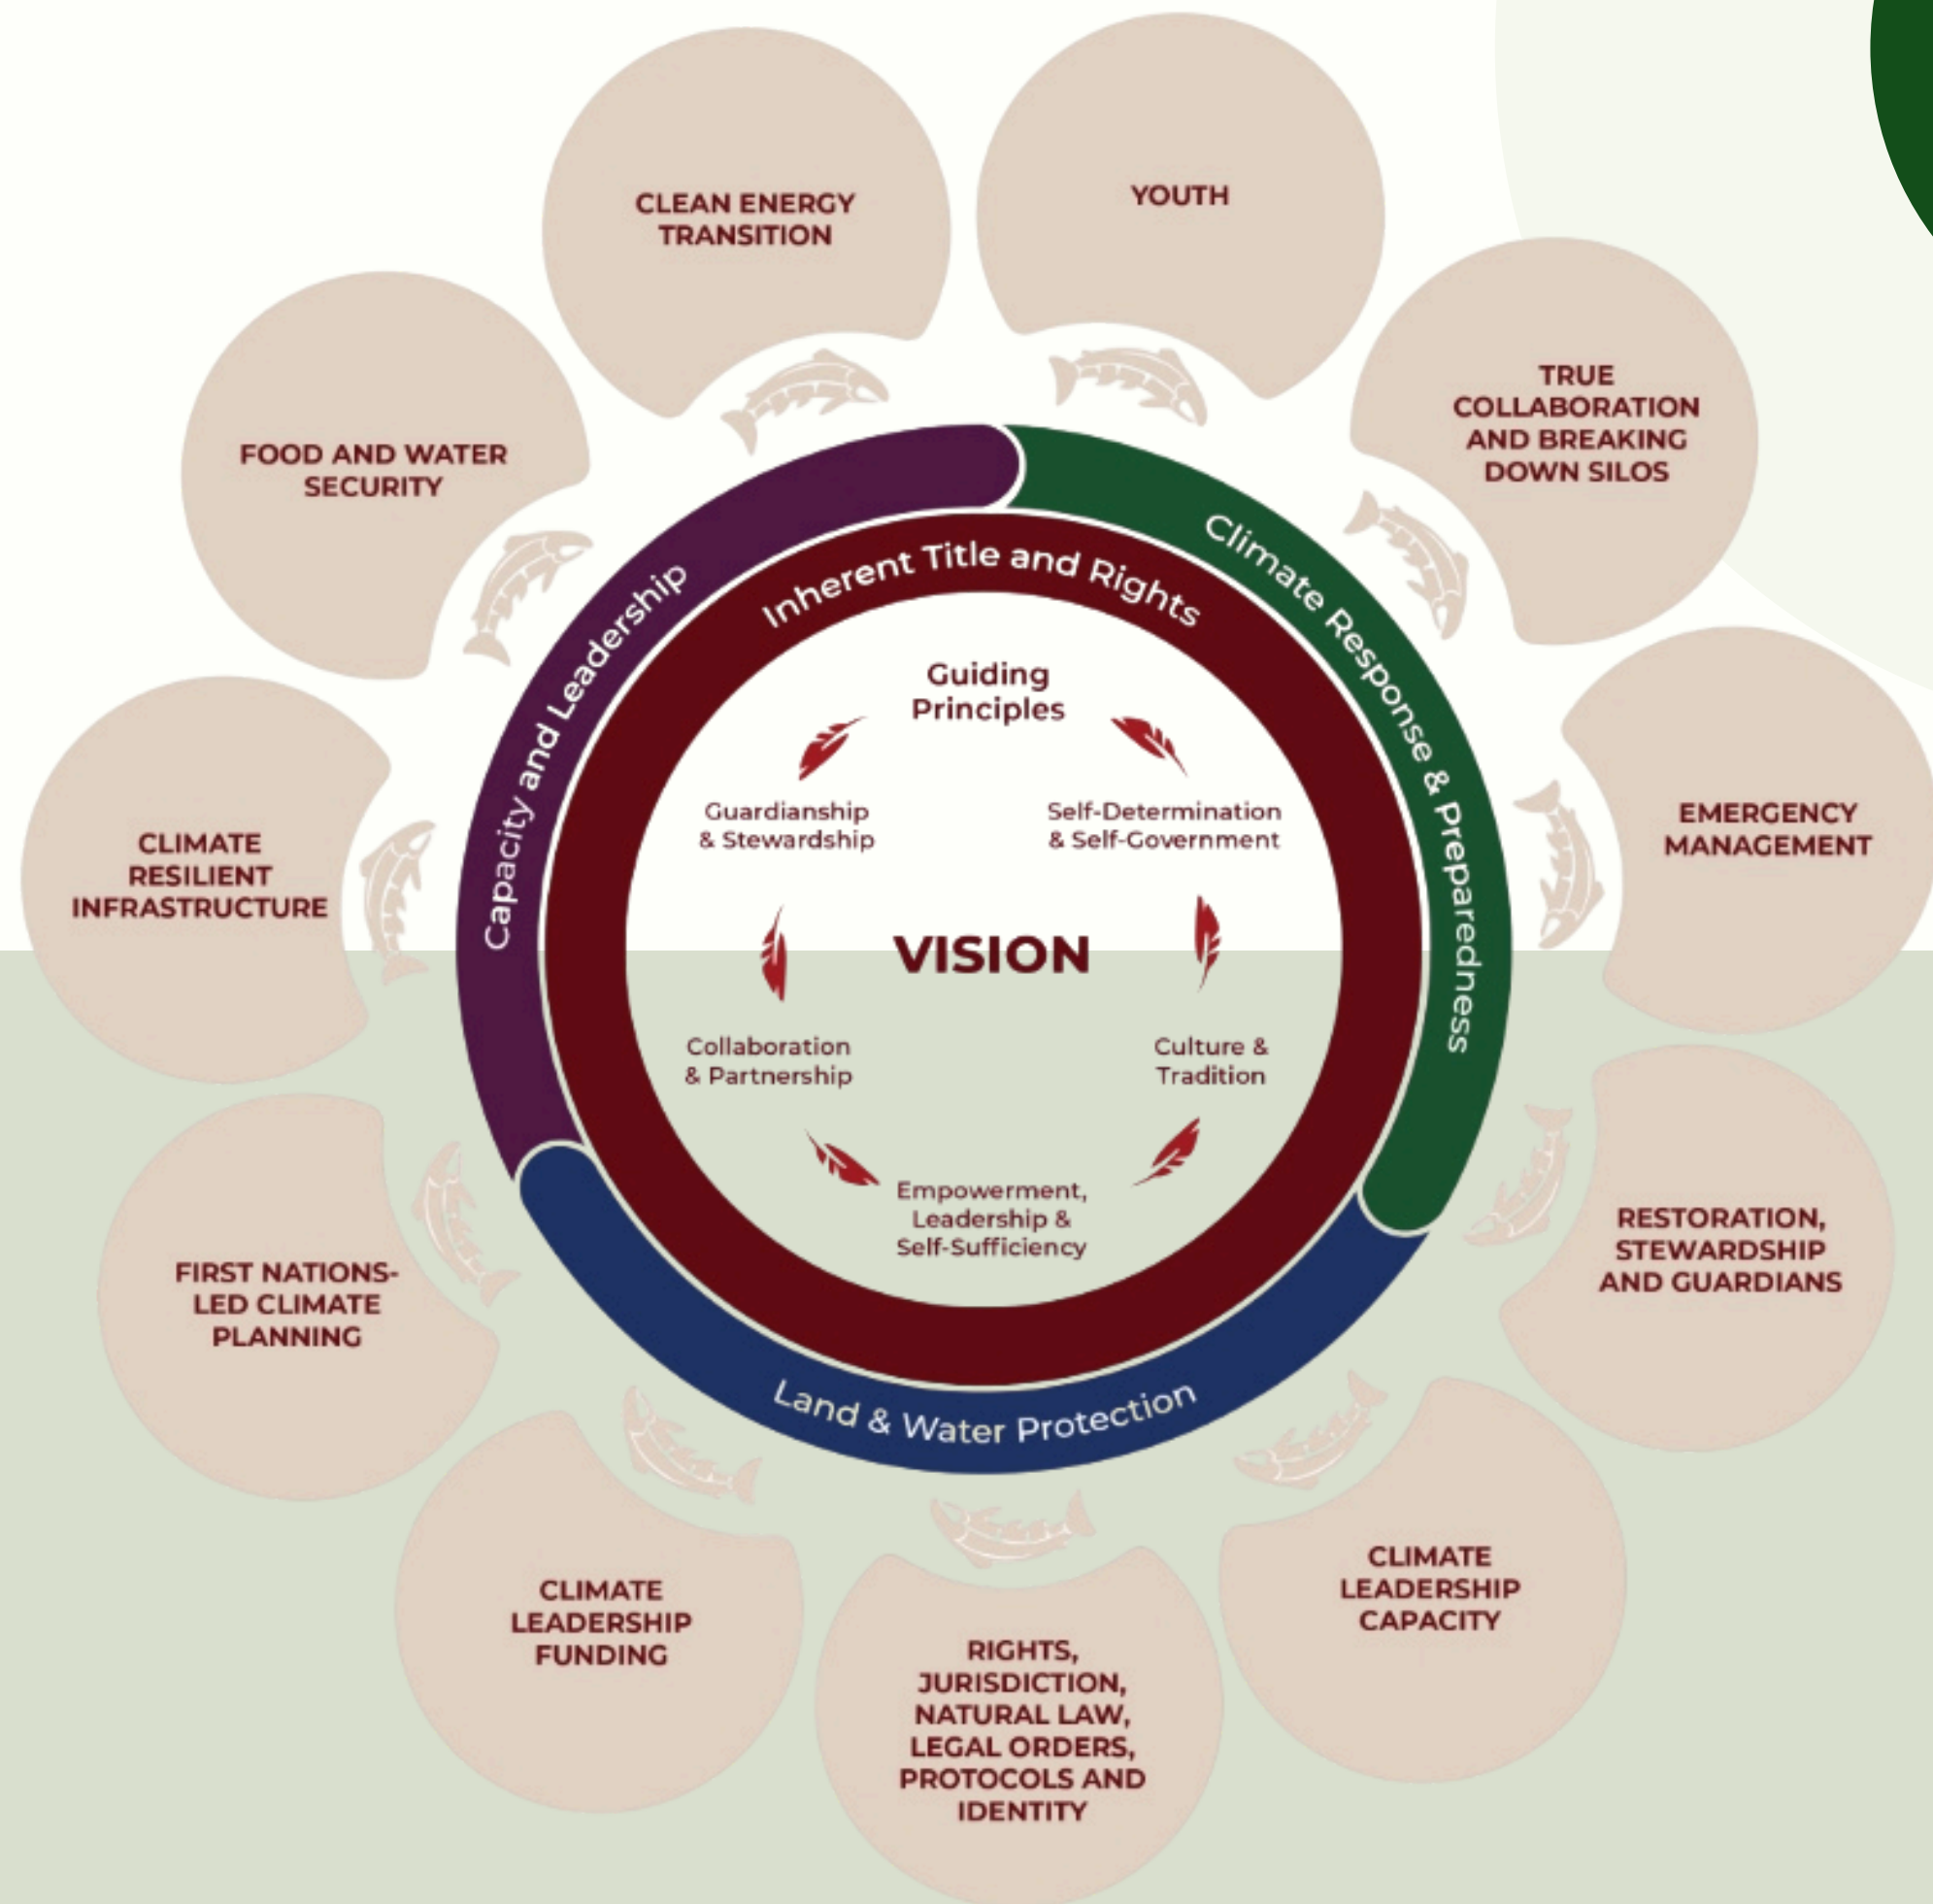 CLEAN ENERGY
TRANSITION
YOUTH
TRUE
COLLABORATION
AND BREAKING
DOWN SILOS
EMERGENCY
MANAGEMENT
RESTORATION,
STEWARDSHIP
AND GUARDIANS
CLIMATE
LEADERSHIP
CAPACITY
RIGHTS,
JURISDICTION,
NATURAL LAW,
LEGAL ORDERS,
PROTOCOLS AND
IDENTITY
CLIMATE
LEADERSHIP
FUNDING
FIRST NATIONS-
LED CLIMATE
PLANNING
CLIMATE
RESILIENT
INFRASTRUCTURE
FOOD AND WATER
SECURITY
Capacity and Leadership
Climate Response & Preparedness
Land & Water Protection
Inherent Title and Rights
Guiding
Principles
Guardianship
& Stewardship
Self-Determination
& Self-Government
VISION
Collaboration
& Partnership
Culture &
Tradition
Empowerment,
Leadership &
Self-Sufficiency